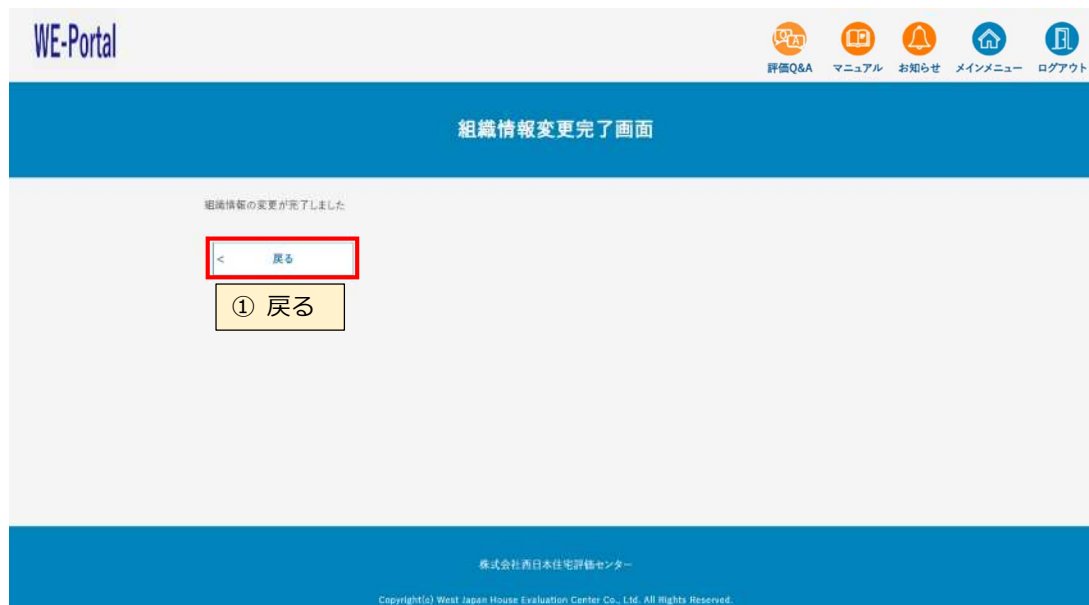 WE-Portal
評価Q&A マニュアル お知らせ メインメニュー ログアウト
組織情報変更完了画面
組織情報の変更が完了しました
< 戻る
① 戻る
株式会社西日本住宅評価センター
Copyright(c) West Japan House Evaluation Center Co., Ltd. All Rights Reserved.